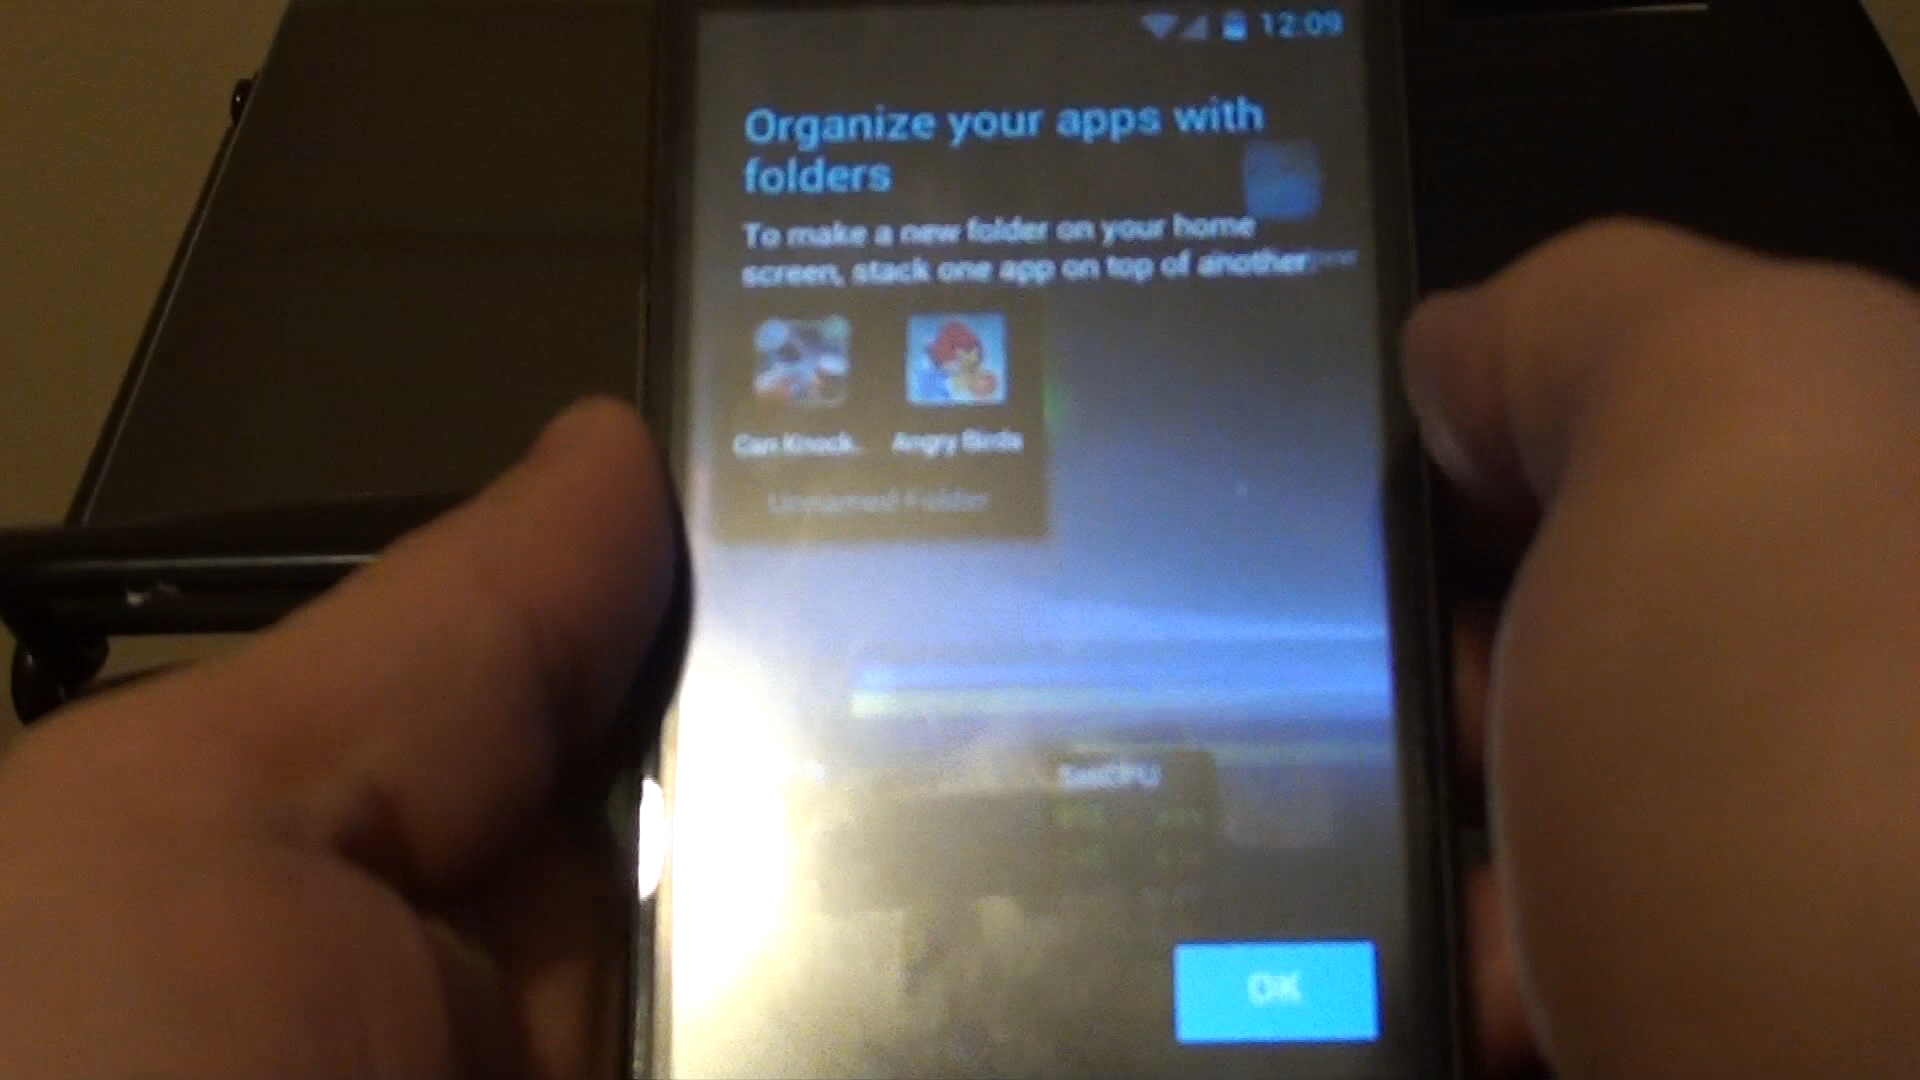 12:09
Organize your apps with
folders
To make a new folder on your home
screen, stack one app on top of another
Can Knock... Angry Birds
Unnamed Folder
OK